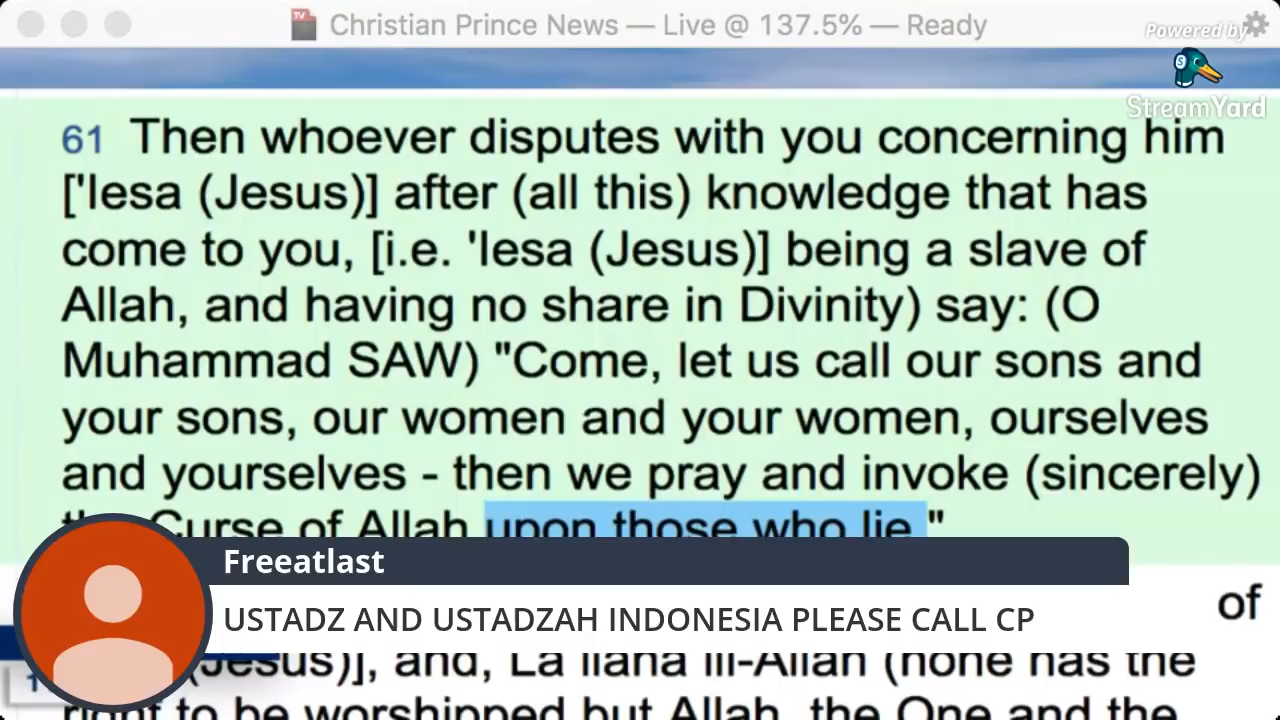 Christian Prince News — Live @ 137.5% — Ready
Powered by
StreamYard
61 Then whoever disputes with you concerning him
['Iesa (Jesus)] after (all this) knowledge that has
come to you, [i.e. 'Iesa (Jesus)] being a slave of
Allah, and having no share in Divinity) say: (O
Muhammad SAW) "Come, let us call our sons and
your sons, our women and your women, ourselves
and yourselves - then we pray and invoke (sincerely)
the Curse of Allah upon those who lie."
Freeatlast
USTADZ AND USTADZAH INDONESIA PLEASE CALL CP
of
(Jesus)], and, La ilaha ill-Allah (none has the
right to be worshipped but Allah, the One and the